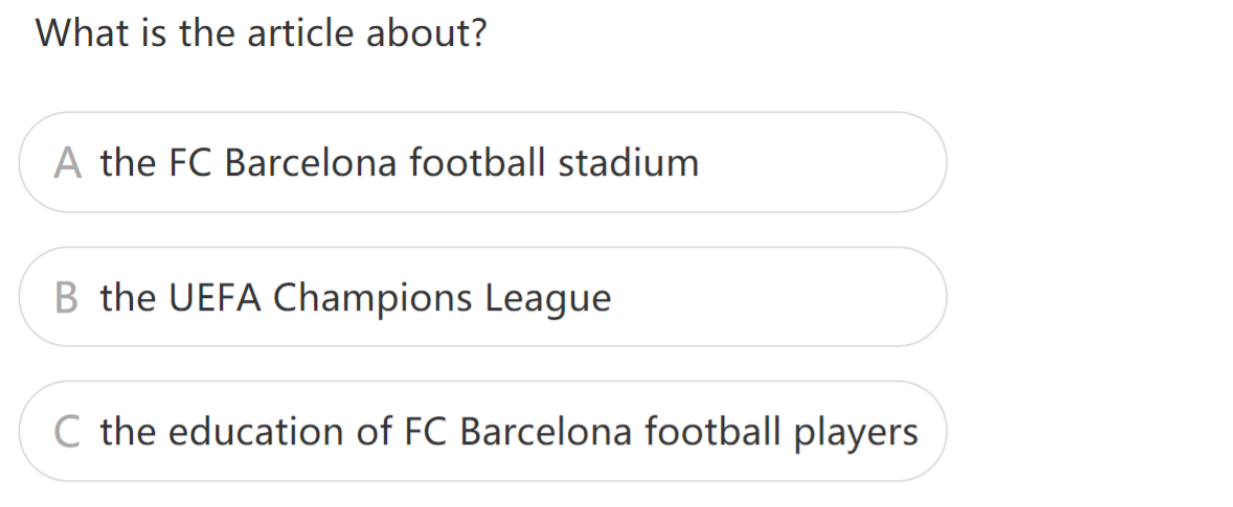 What is the article about?
A the FC Barcelona football stadium
B the UEFA Champions League
C the education of FC Barcelona football players